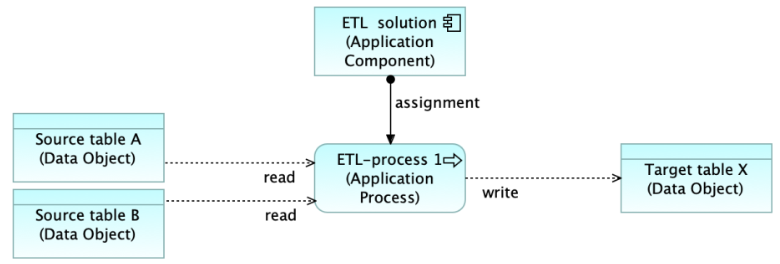 ETL solution
(Application
Component)
assignment
Source table A
(Data Object)
read
ETL-process 1
(Application
Process)
write
Target table X
(Data Object)
Source table B
(Data Object)
read